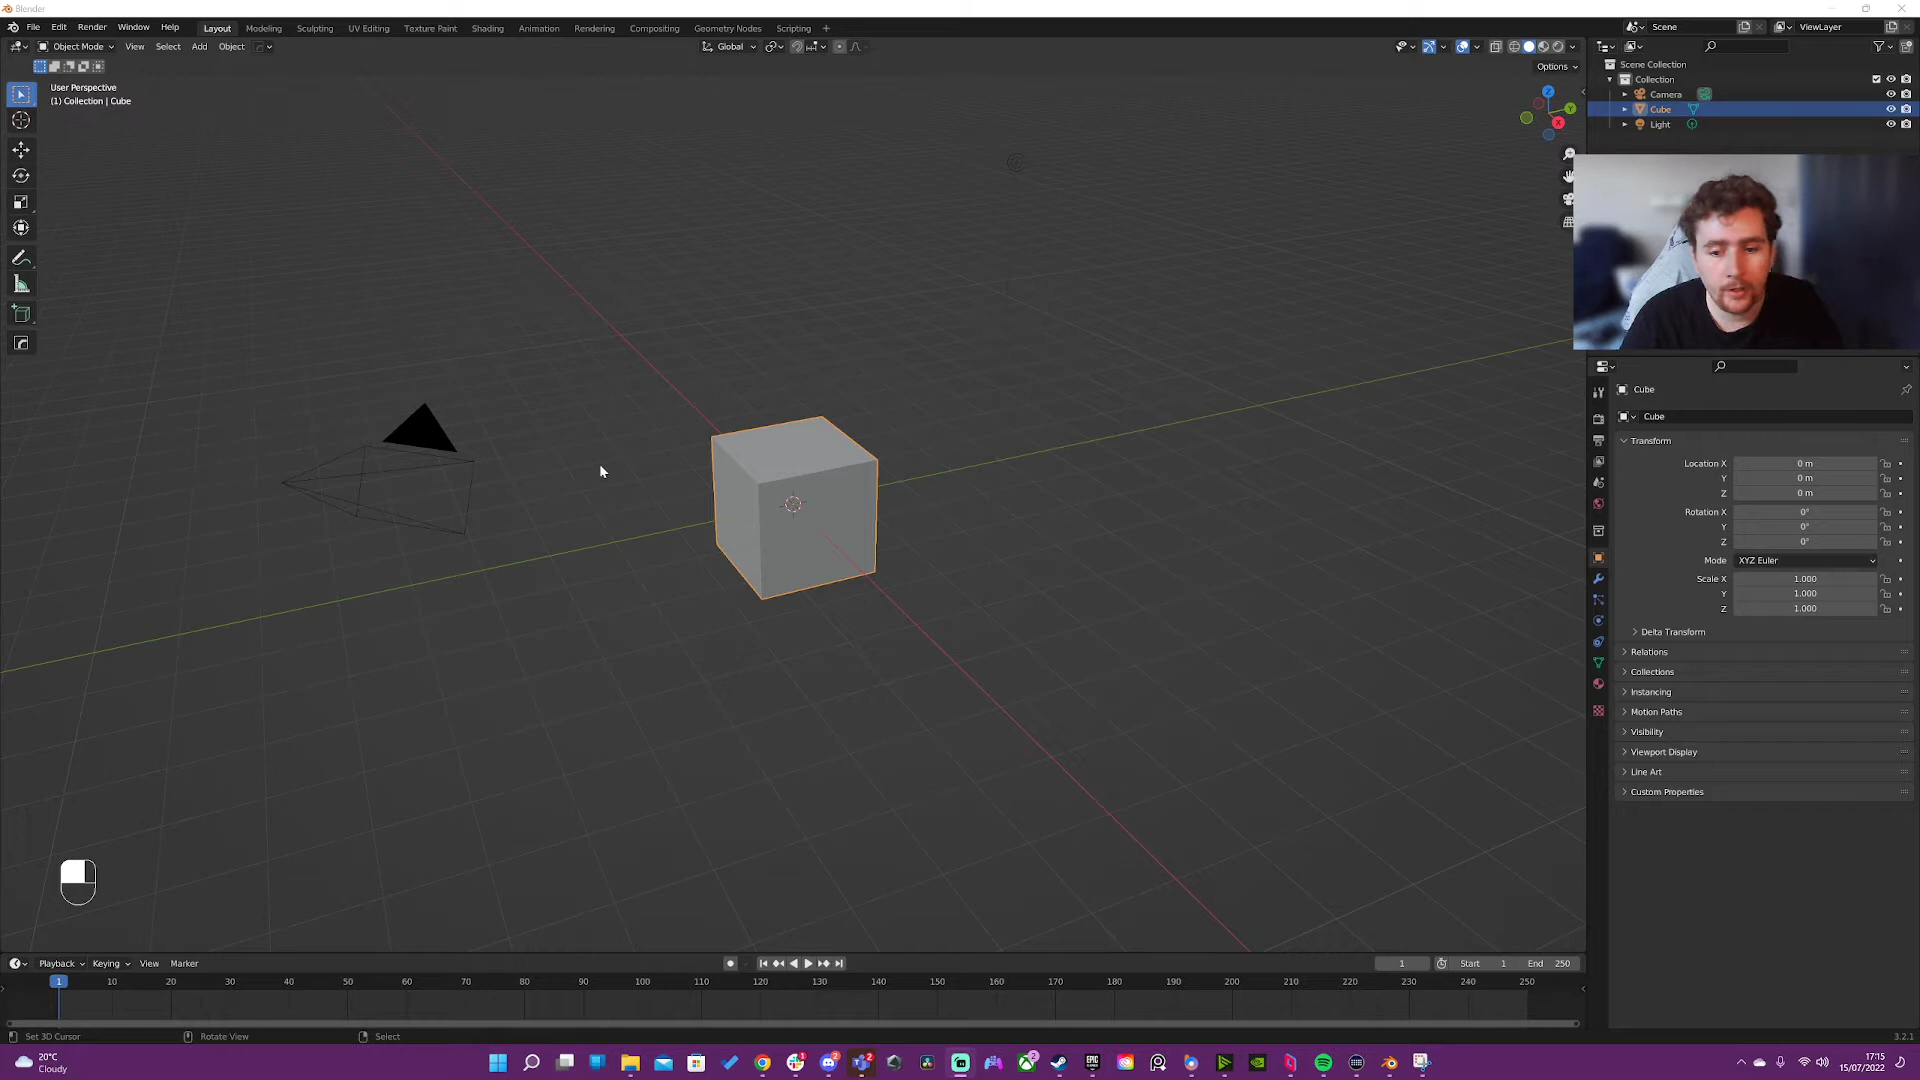 Blender
File Edit Render Window Help Layout Modeling Sculpting UV Editing Texture Paint Shading Animation Rendering Compositing Geometry Nodes Scripting + Scene ViewLayer
Object Mode View Select Add Object Global
Options
User Perspective
(1) Collection | Cube
Z
Y
X
Scene Collection
Collection
Camera
Cube
Light
Cube
Cube
Transform
Location X 0 m
Y 0 m
Z 0 m
Rotation X 0°
Y 0°
Z 0°
Mode XYZ Euler
Scale X 1.000
Y 1.000
Z 1.000
Delta Transform
Relations
Collections
Instancing
Motion Paths
Visibility
Viewport Display
Line Art
Custom Properties
Playback Keying View Marker 1 Start 1 End 250
1 10 20 30 40 50 60 70 80 90 100 110 120 130 140 150 160 170 180 190 200 210 220 230 240 250
Set 3D Cursor Rotate View Select 3.2.1
20°C
Cloudy
2
2
2
EPIC
17:15
15/07/2022